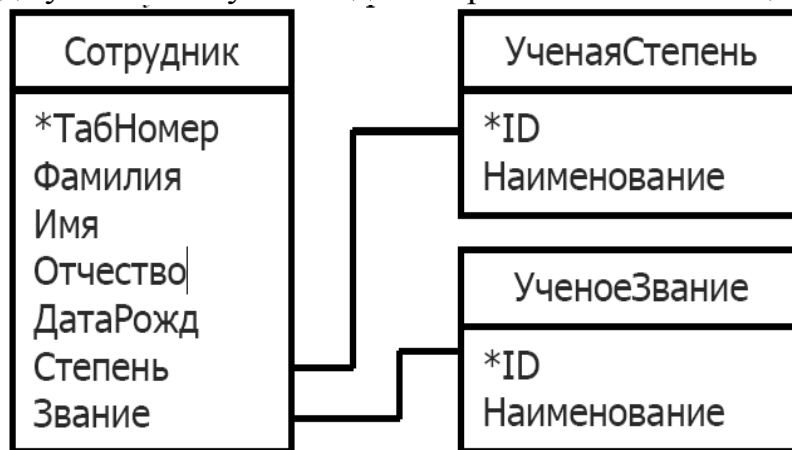 Сотрудник
*ТабНомер
Фамилия
Имя
Отчество
ДатаРожд
Степень
Звание
УченаяСтепень
*ID
Наименование
УченоеЗвание
*ID
Наименование